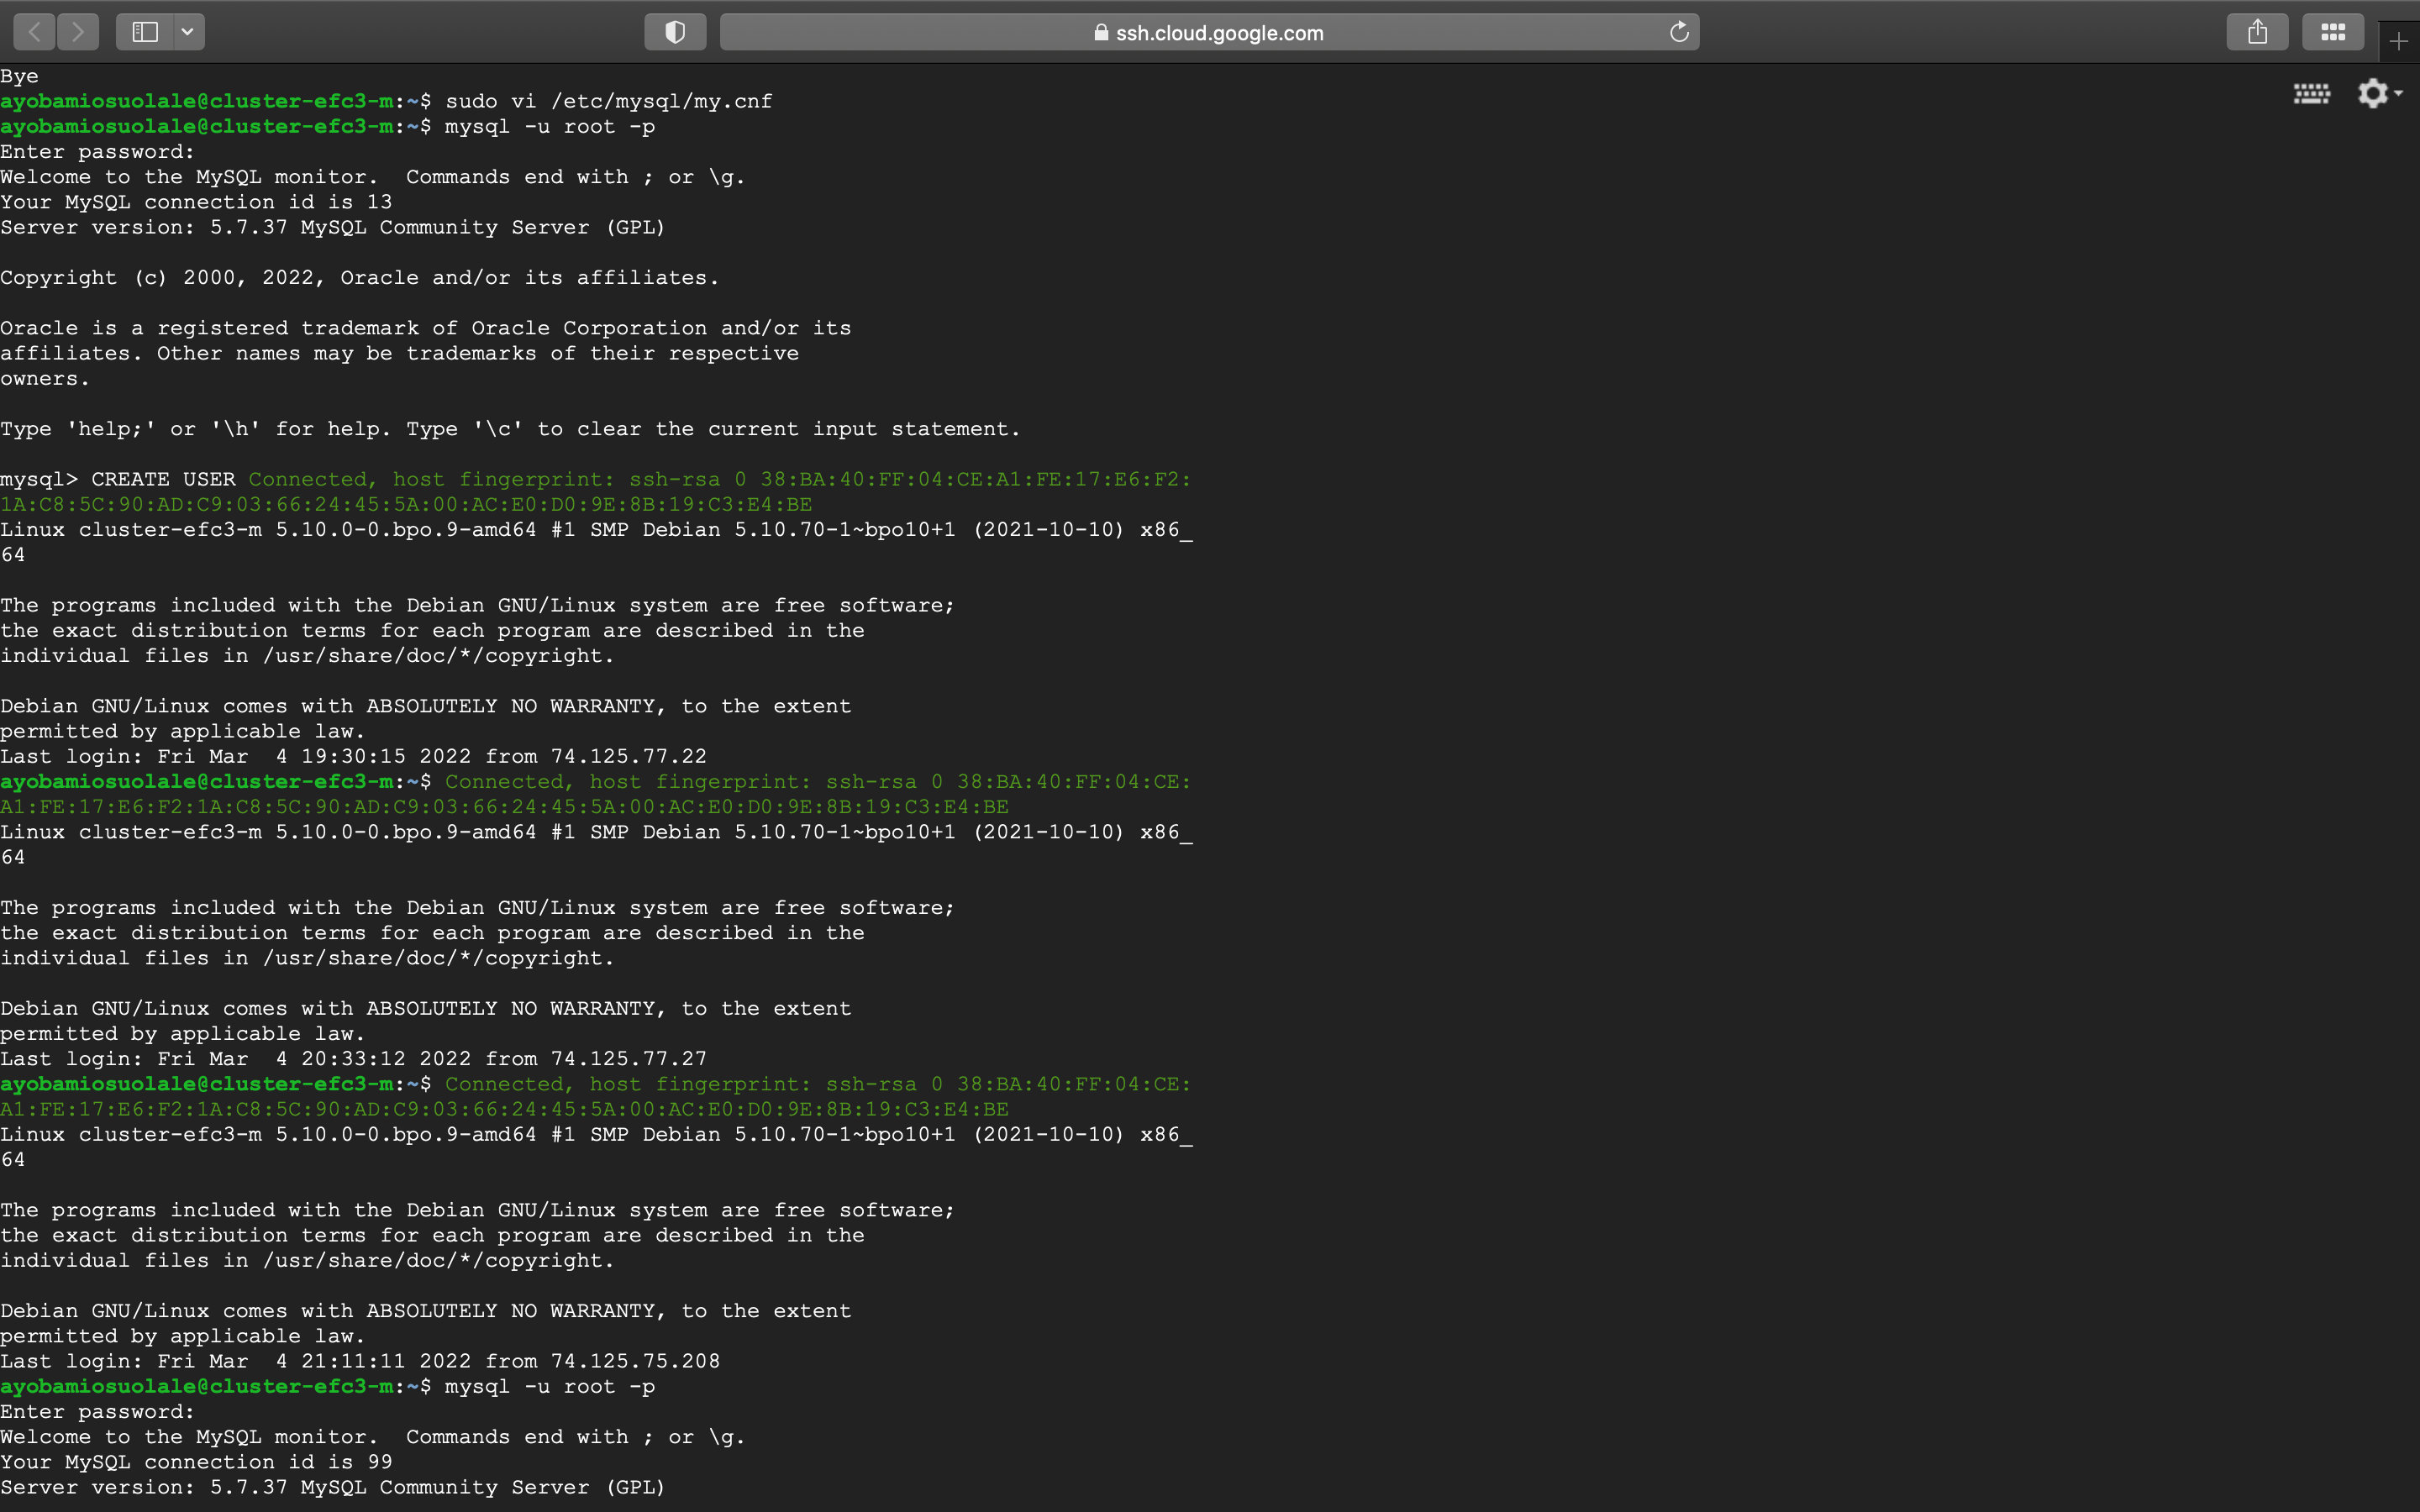 ssh.cloud.google.com
Bye
ayobamiosuolale@cluster-efc3-m:~$ sudo vi /etc/mysql/my.cnf
ayobamiosuolale@cluster-efc3-m:~$ mysql -u root -p
Enter password:
Welcome to the MySQL monitor.  Commands end with ; or \g.
Your MySQL connection id is 13
Server version: 5.7.37 MySQL Community Server (GPL)
Copyright (c) 2000, 2022, Oracle and/or its affiliates.
Oracle is a registered trademark of Oracle Corporation and/or its
affiliates. Other names may be trademarks of their respective
owners.
Type 'help;' or '\h' for help. Type '\c' to clear the current input statement.
mysql> CREATE USER Connected, host fingerprint: ssh-rsa 0 38:BA:40:FF:04:CE:A1:FE:17:E6:F2:
1A:C8:5C:90:AD:C9:03:66:24:45:5A:00:AC:E0:D0:9E:8B:19:C3:E4:BE
Linux cluster-efc3-m 5.10.0-0.bpo.9-amd64 #1 SMP Debian 5.10.70-1~bpo10+1 (2021-10-10) x86_
64
The programs included with the Debian GNU/Linux system are free software;
the exact distribution terms for each program are described in the
individual files in /usr/share/doc/*/copyright.
Debian GNU/Linux comes with ABSOLUTELY NO WARRANTY, to the extent
permitted by applicable law.
Last login: Fri Mar  4 19:30:15 2022 from 74.125.77.22
ayobamiosuolale@cluster-efc3-m:~$ Connected, host fingerprint: ssh-rsa 0 38:BA:40:FF:04:CE:
A1:FE:17:E6:F2:1A:C8:5C:90:AD:C9:03:66:24:45:5A:00:AC:E0:D0:9E:8B:19:C3:E4:BE
Linux cluster-efc3-m 5.10.0-0.bpo.9-amd64 #1 SMP Debian 5.10.70-1~bpo10+1 (2021-10-10) x86_
64
The programs included with the Debian GNU/Linux system are free software;
the exact distribution terms for each program are described in the
individual files in /usr/share/doc/*/copyright.
Debian GNU/Linux comes with ABSOLUTELY NO WARRANTY, to the extent
permitted by applicable law.
Last login: Fri Mar  4 20:33:12 2022 from 74.125.77.27
ayobamiosuolale@cluster-efc3-m:~$ Connected, host fingerprint: ssh-rsa 0 38:BA:40:FF:04:CE:
A1:FE:17:E6:F2:1A:C8:5C:90:AD:C9:03:66:24:45:5A:00:AC:E0:D0:9E:8B:19:C3:E4:BE
Linux cluster-efc3-m 5.10.0-0.bpo.9-amd64 #1 SMP Debian 5.10.70-1~bpo10+1 (2021-10-10) x86_
64
The programs included with the Debian GNU/Linux system are free software;
the exact distribution terms for each program are described in the
individual files in /usr/share/doc/*/copyright.
Debian GNU/Linux comes with ABSOLUTELY NO WARRANTY, to the extent
permitted by applicable law.
Last login: Fri Mar  4 21:11:11 2022 from 74.125.75.208
ayobamiosuolale@cluster-efc3-m:~$ mysql -u root -p
Enter password:
Welcome to the MySQL monitor.  Commands end with ; or \g.
Your MySQL connection id is 99
Server version: 5.7.37 MySQL Community Server (GPL)